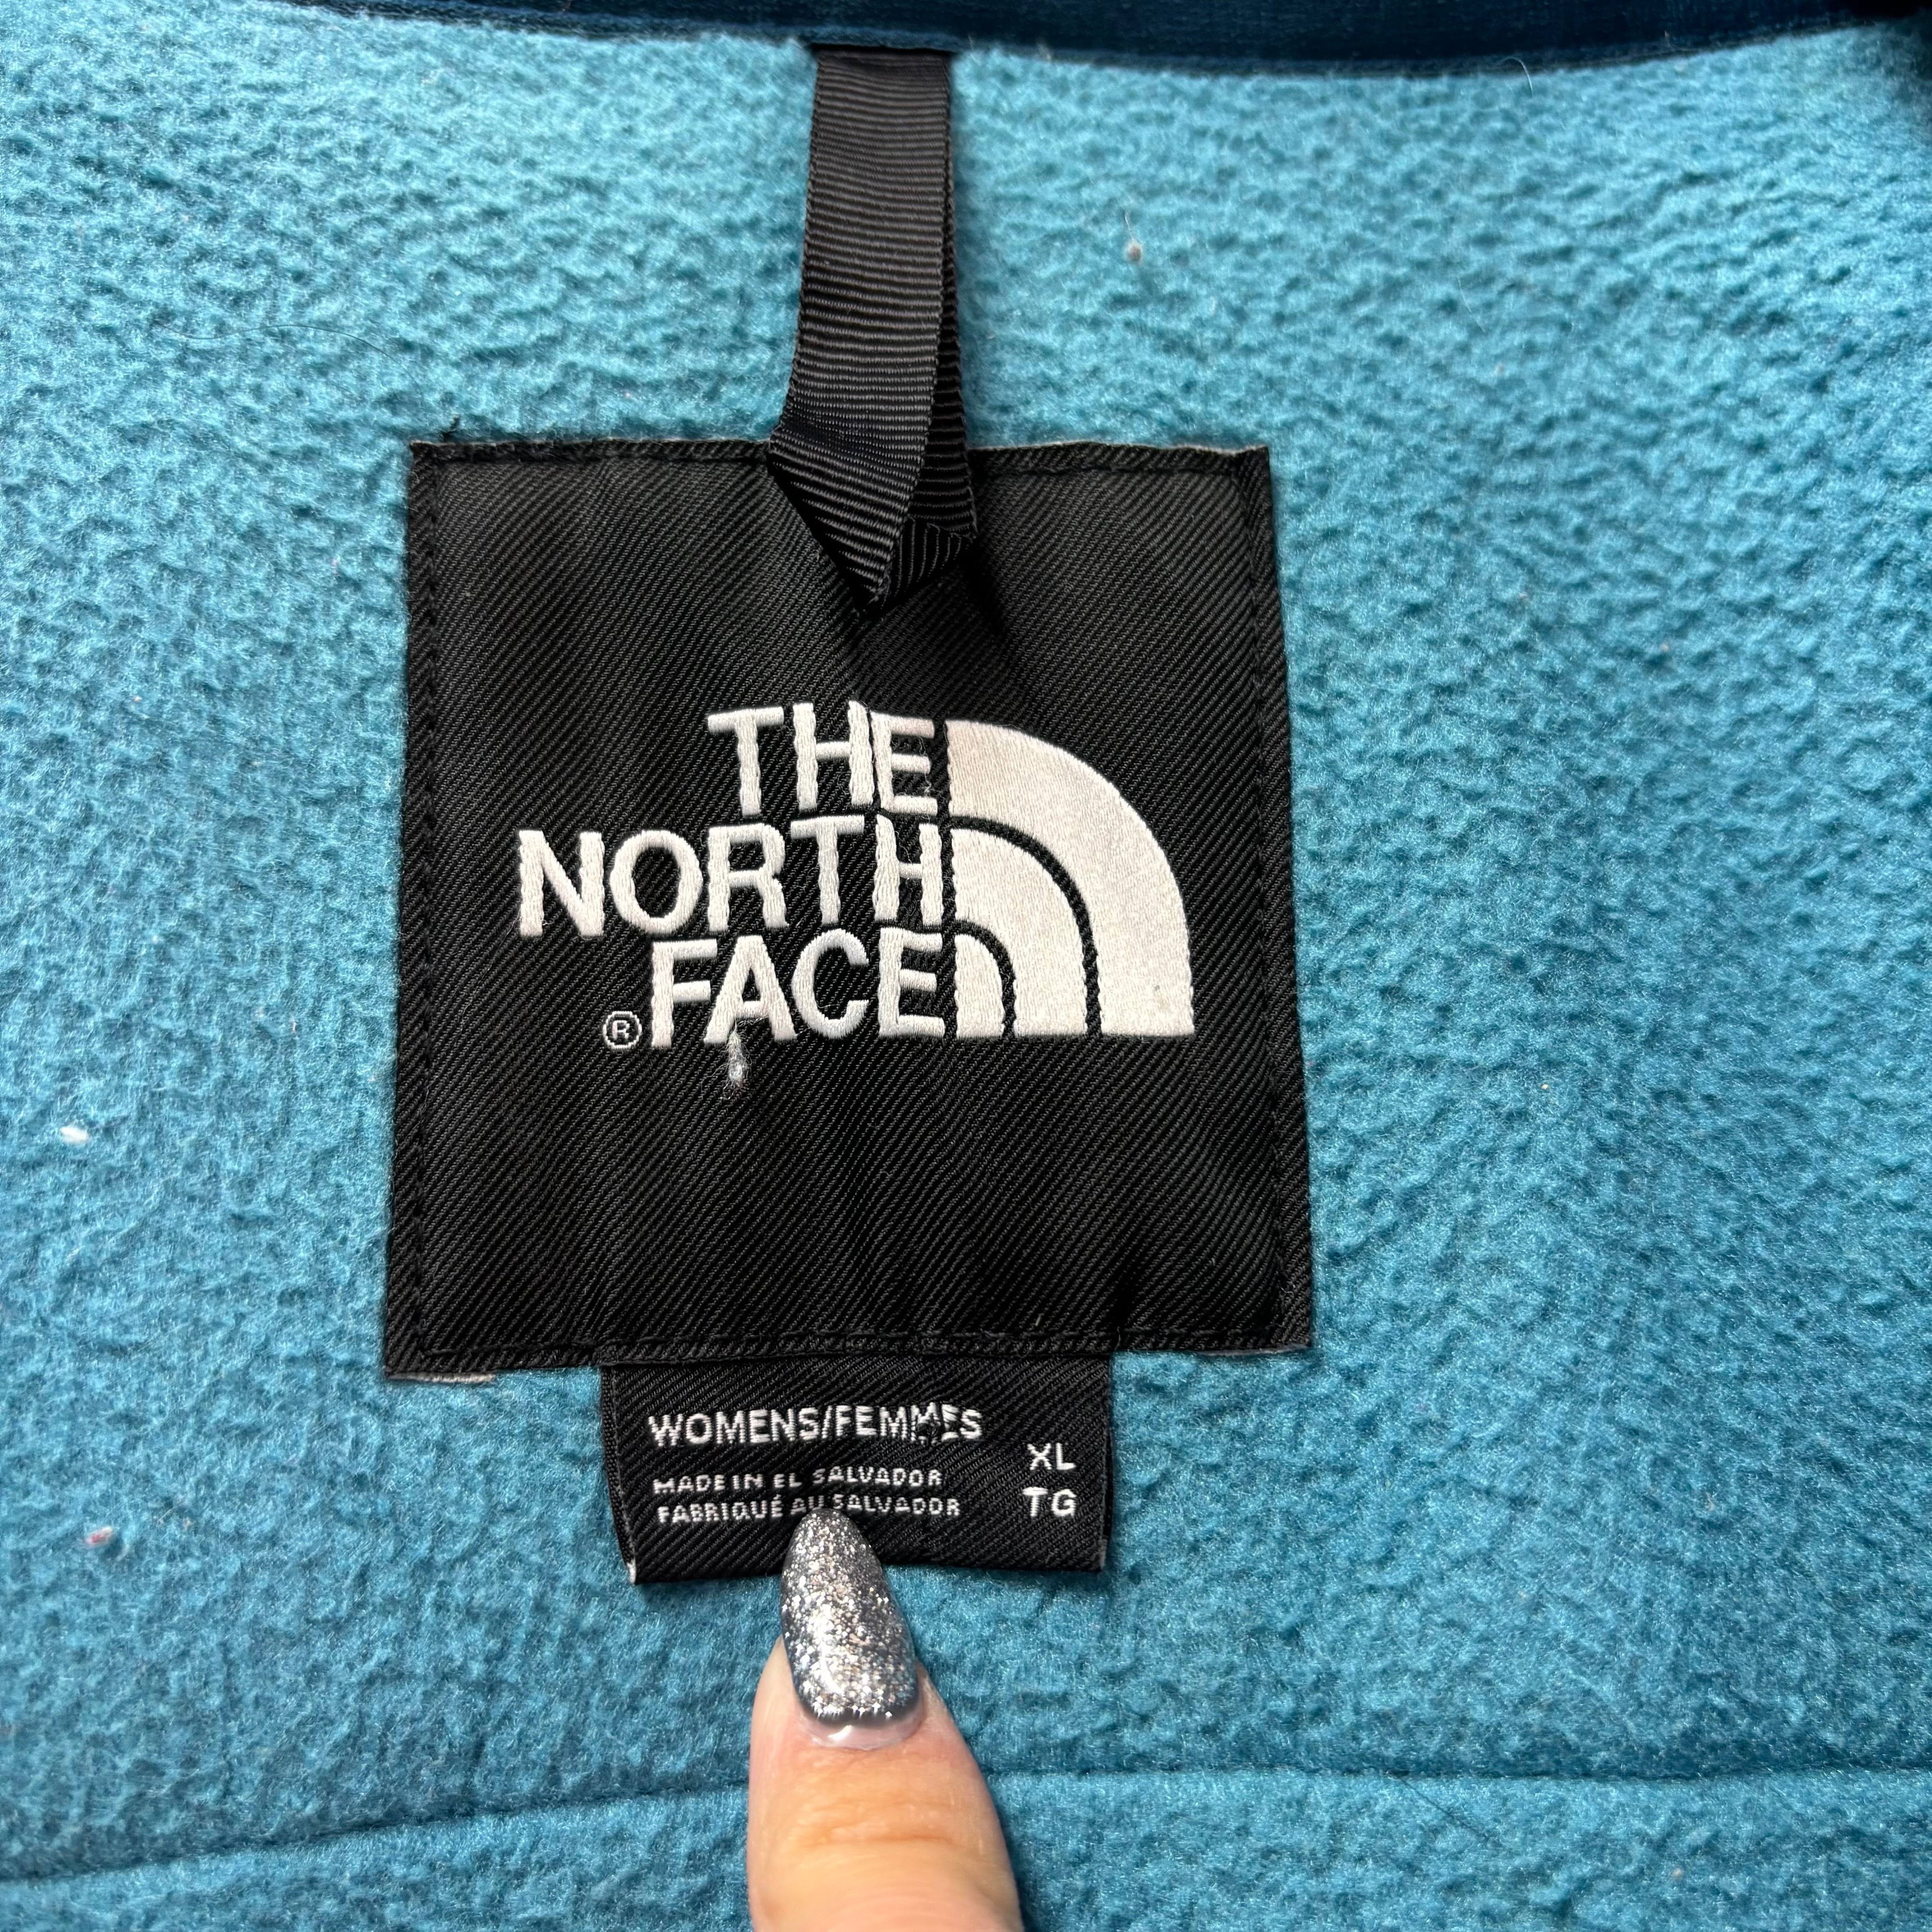 THE
NORTH
® FACE
WOMENS/FEMMES
XL
MADE IN EL SALVADOR
FABRIQUÉ AU SALVADOR
TG